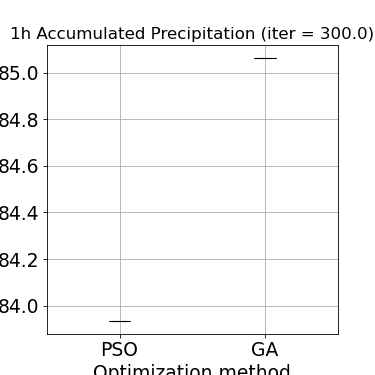 1h Accumulated Precipitation (iter = 300.0)
85.0
84.8
84.6
84.4
84.2
84.0
PSO GA
Optimization method